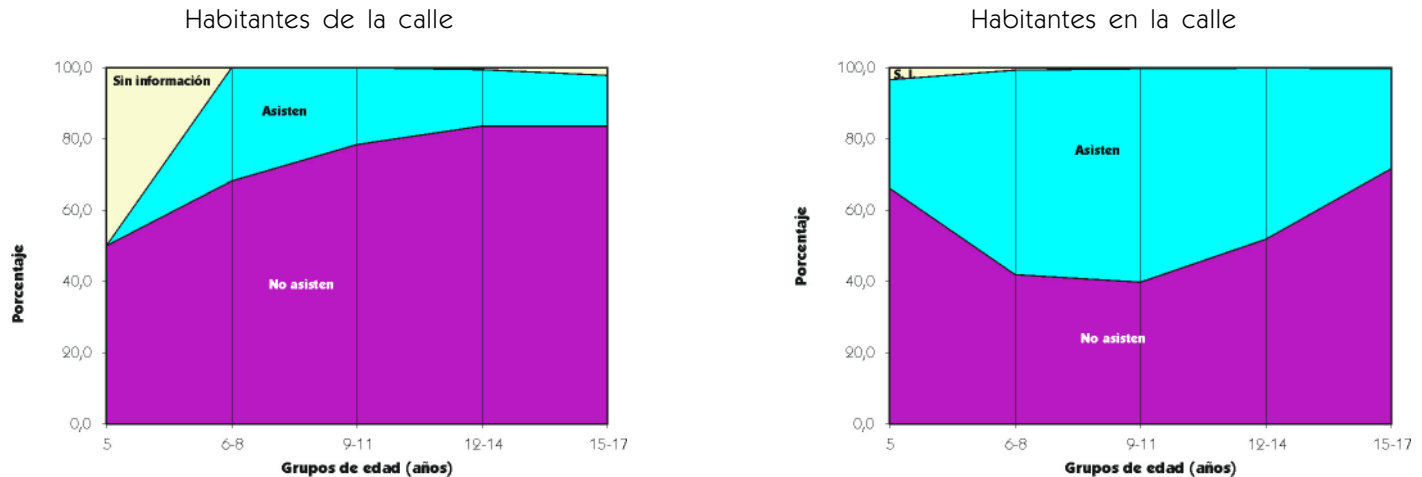 Habitantes de la calle
100,0
80,0
60,0
40,0
20,0
0,0
Porcentaje
Sin información
Asisten
No asisten
5
6-8
9-11
12-14
15-17
Grupos de edad (años)
Habitantes en la calle
100,0
80,0
60,0
40,0
20,0
0,0
Porcentaje
S. I.
Asisten
No asisten
5
6-8
9-11
12-14
15-17
Grupos de edad (años)